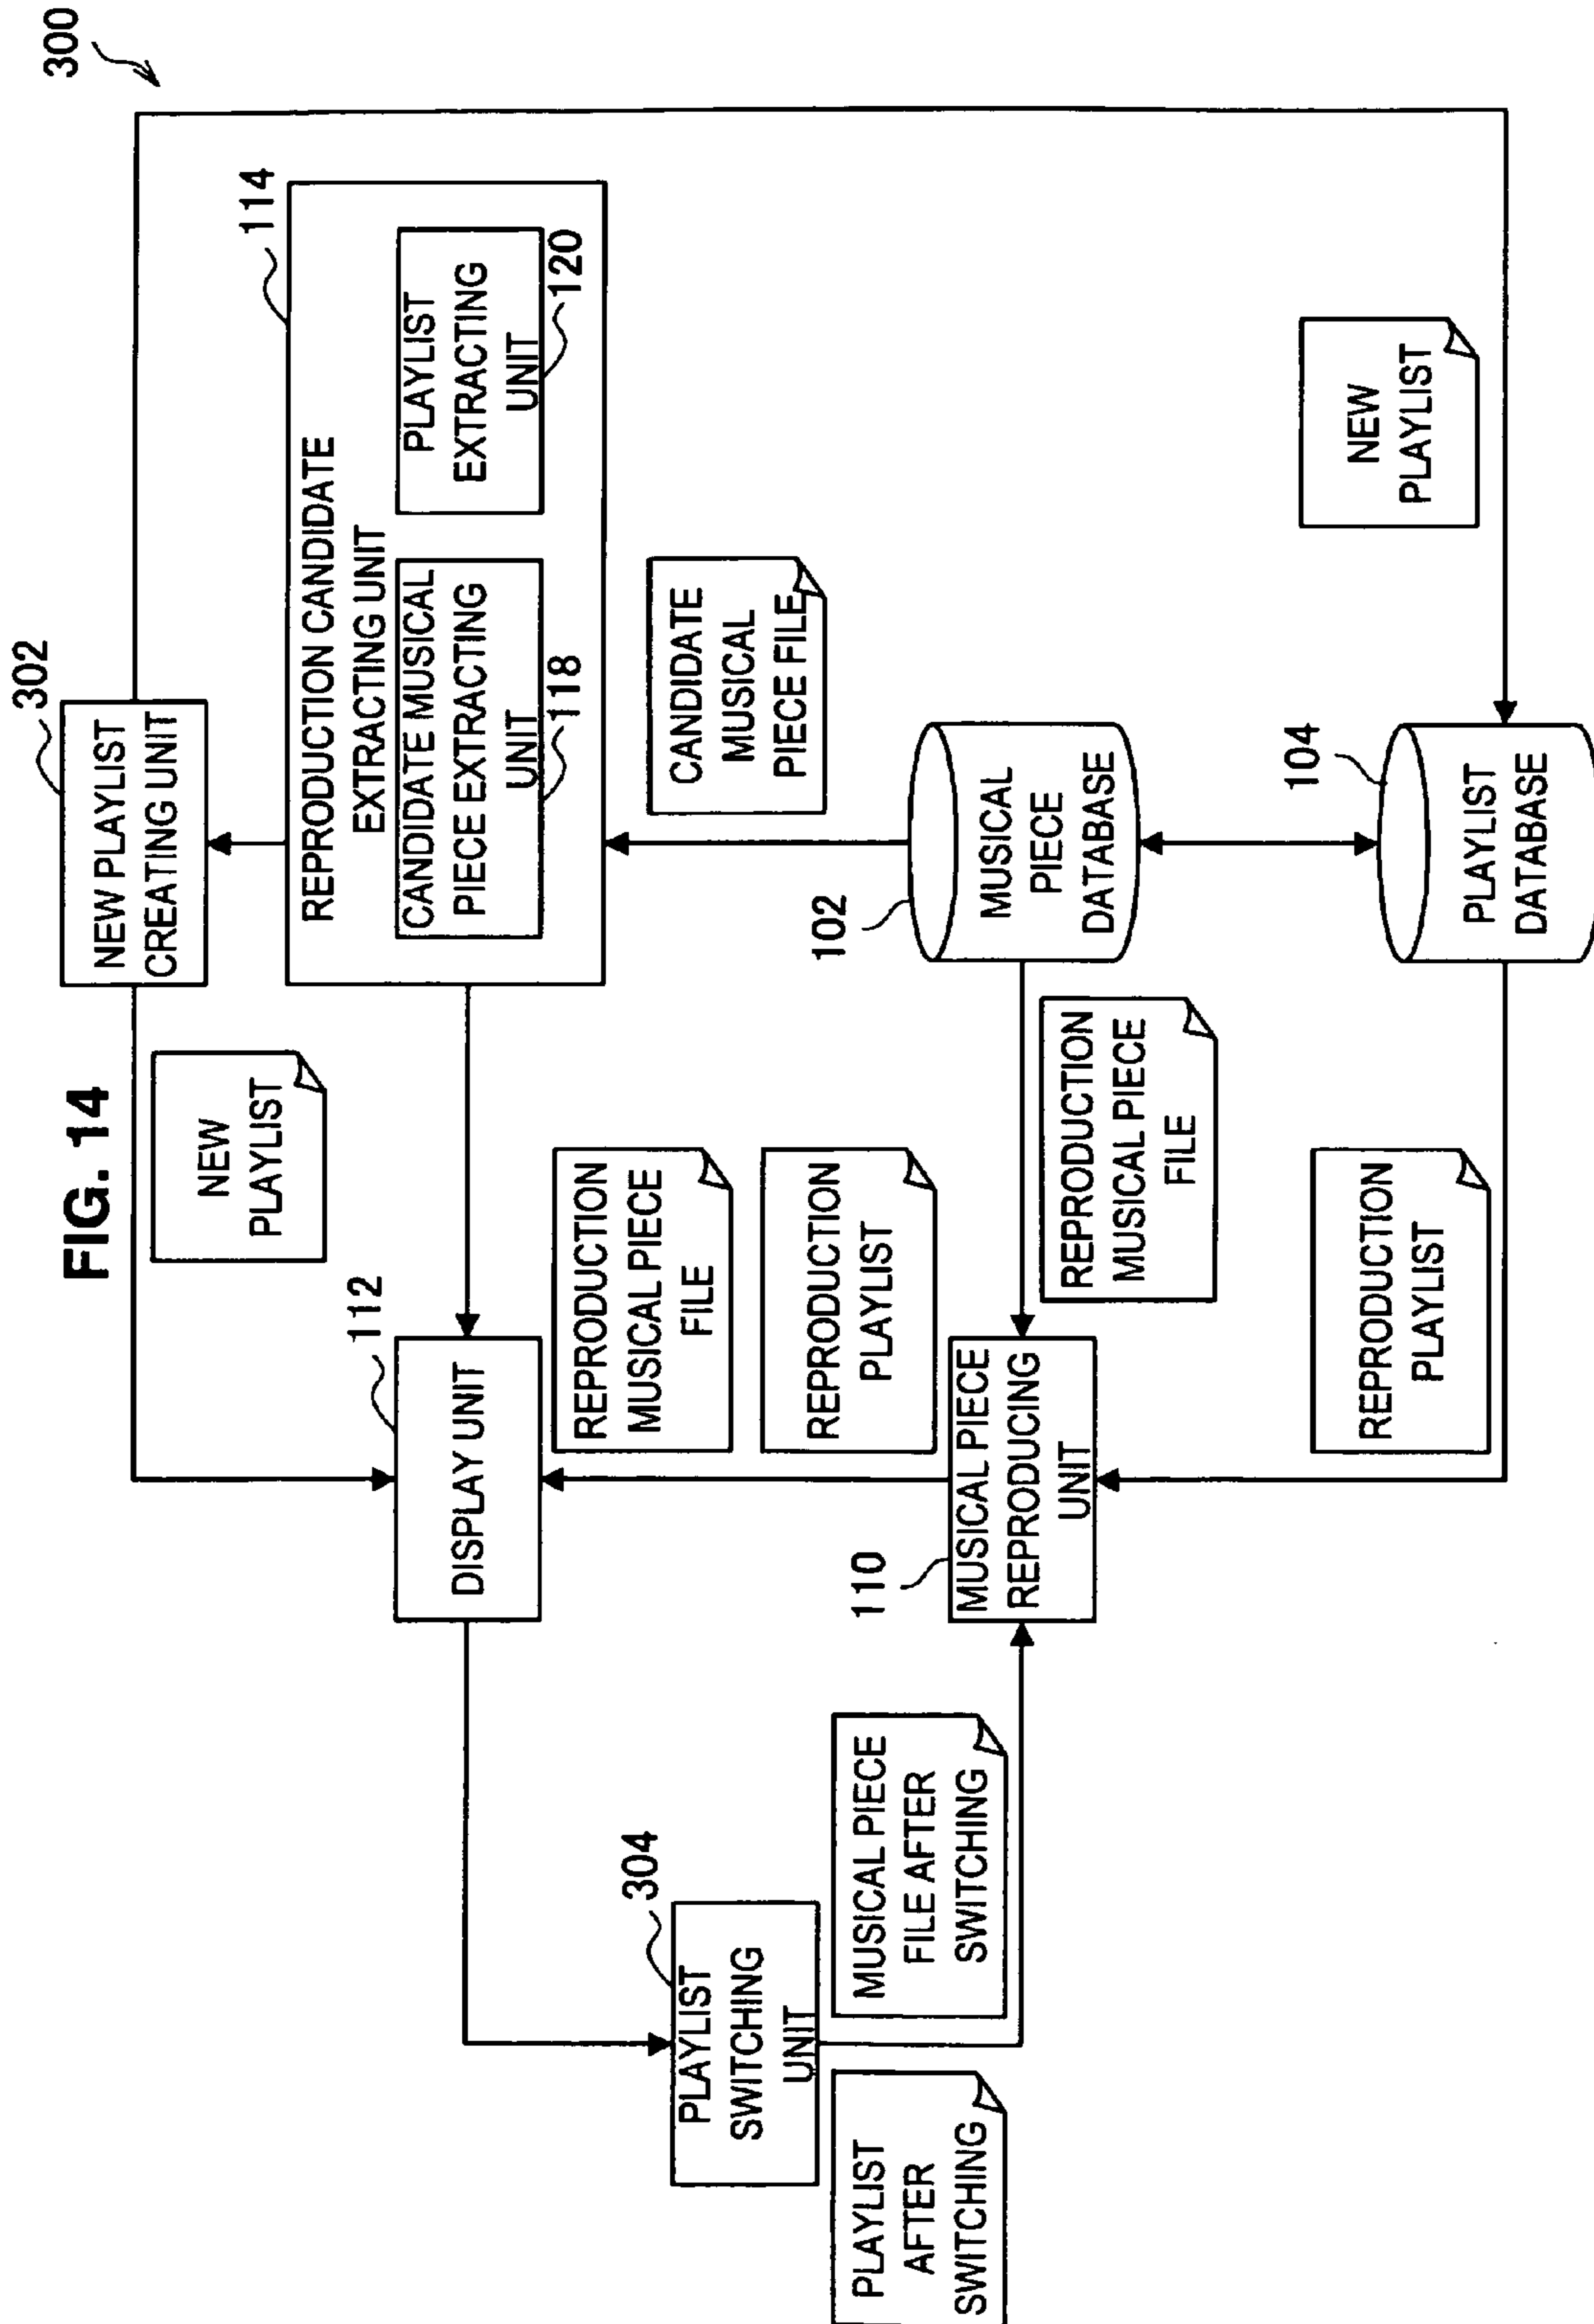 FIG. 14
300
302
NEW PLAYLIST
CREATING UNIT
NEW
PLAYLIST
114
REPRODUCTION CANDIDATE
EXTRACTING UNIT
CANDIDATE MUSICAL
PIECE EXTRACTING
UNIT
118
PLAYLIST
EXTRACTING
UNIT
120
112
DISPLAY UNIT
REPRODUCTION
MUSICAL PIECE
FILE
REPRODUCTION
PLAYLIST
CANDIDATE
MUSICAL
PIECE FILE
304
PLAYLIST
SWITCHING
UNIT
PLAYLIST
AFTER
SWITCHING
MUSICAL PIECE
FILE AFTER
SWITCHING
110
MUSICAL PIECE
REPRODUCING
UNIT
REPRODUCTION
MUSICAL PIECE
FILE
102
MUSICAL
PIECE
DATABASE
REPRODUCTION
PLAYLIST
104
PLAYLIST
DATABASE
NEW
PLAYLIST